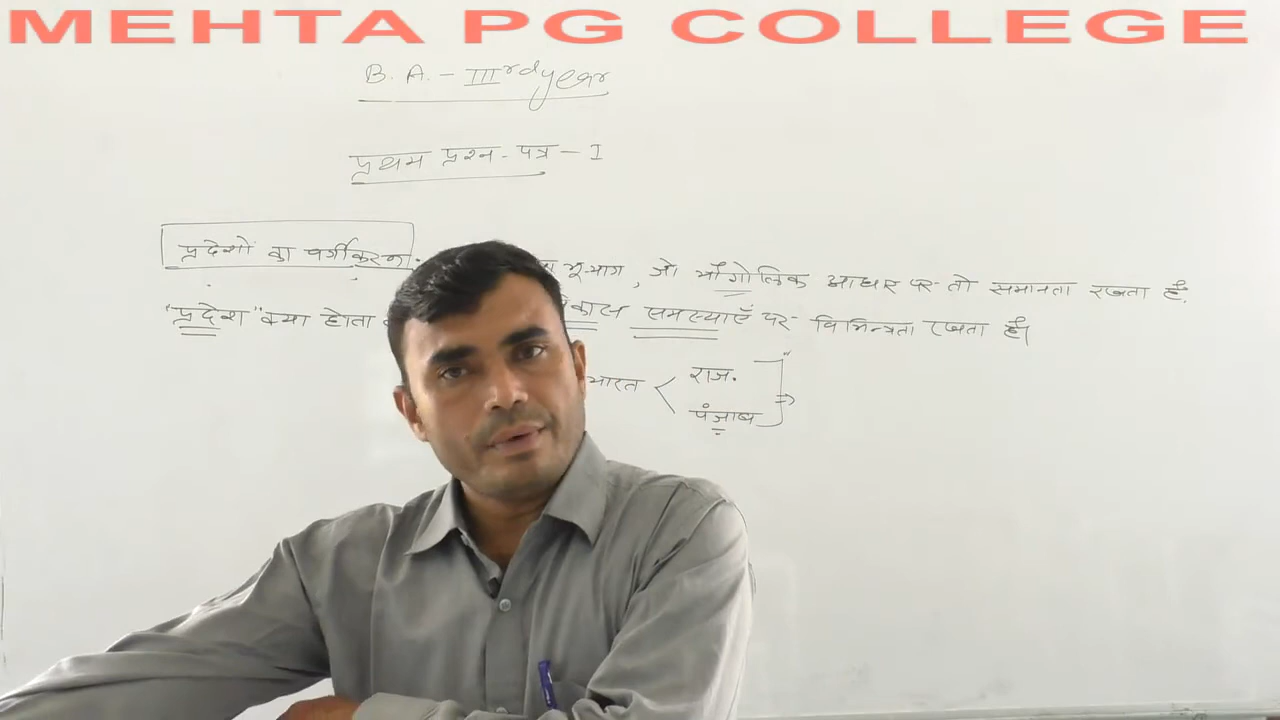 MEHTA PG COLLEGE
B. A. - IIIrd year
प्रथम प्रश्न - पत्र - I
प्रदेशों का वर्गीकरण: भू-भाग, जो भौगोलिक आधार पर तो समानता रखता है,
"प्रदेश" क्या होता समस्याएँ पर विभिन्नता रखता है।
भारत < राज.
पंजाब